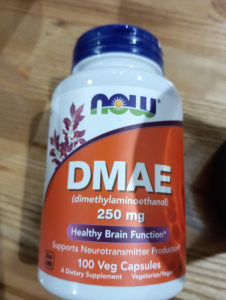 NOW
DMAE
(dimethylaminoethanol)
250 mg
Healthy Brain Function*
Supports Neurotransmitter Production*
100 Veg Capsules
A Dietary Supplement Vegetarian/Vegan